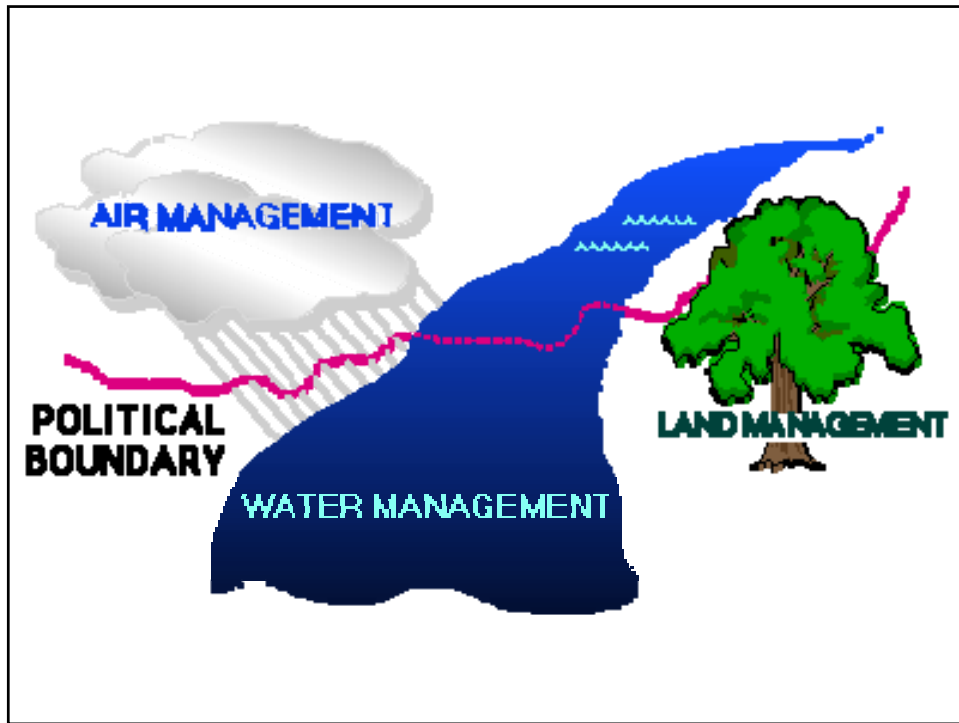 AIR MANAGEMENT
POLITICAL
BOUNDARY
LAND MANAGEMENT
WATER MANAGEMENT